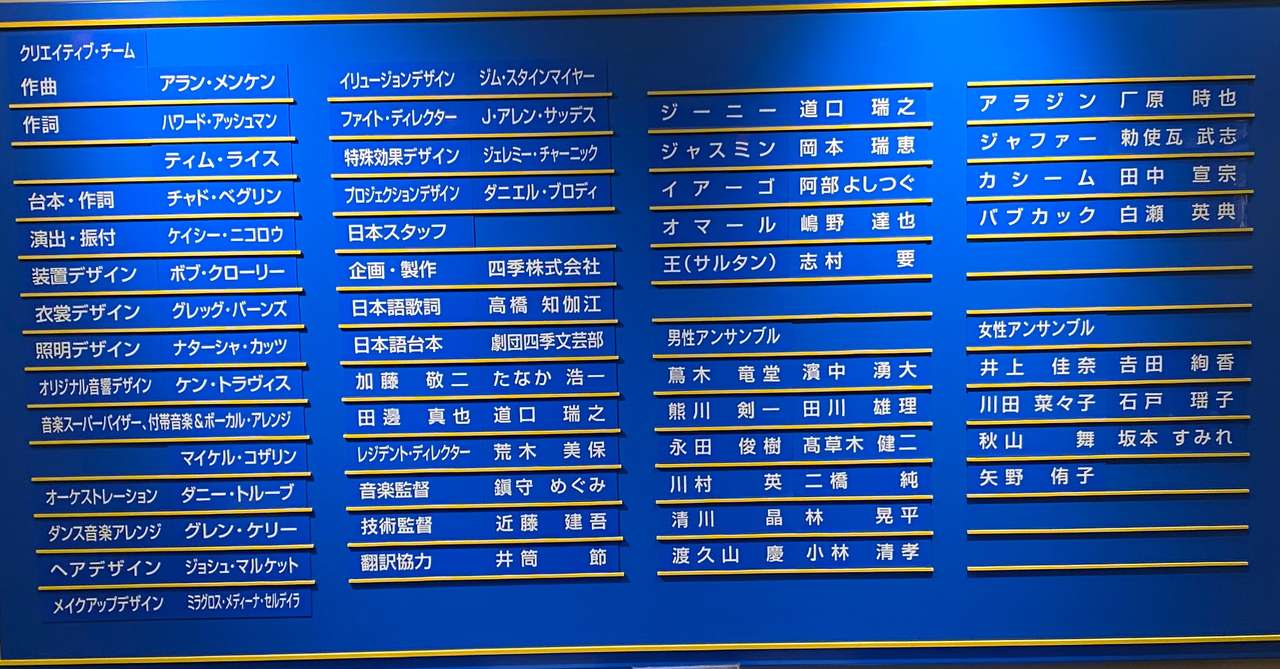 クリエイティブ・チーム
作曲 アラン・メンケン
作詞 ハワード・アッシュマン
ティム・ライス
台本・作詞 チャド・ベグリン
演出・振付 ケイシー・ニコロウ
装置デザイン ボブ・クローリー
衣裳デザイン グレッグ・バーンズ
照明デザイン ナターシャ・カッツ
オリジナル音響デザイン ケン・トラヴィス
音楽スーパーバイザー、付帯音楽&ボーカル・アレンジ
マイケル・コザリン
オーケストレーション ダニー・トルーブ
ダンス音楽アレンジ グレン・ケリー
ヘアデザイン ジョシュ・マルケット
メイクアップデザイン ミラグロス・メディーナ・セルデイラ
イリュージョンデザイン ジム・スタインマイヤー
ファイト・ディレクター J・アレン・サッデス
特殊効果デザイン ジェレミー・チャーニック
プロジェクションデザイン ダニエル・ブロディ
日本スタッフ
企画・製作 四季株式会社
日本語歌詞 高橋 知伽江
日本語台本 劇団四季文芸部
加藤 敬二 たなか 浩一
田邊 真也 道口 瑞之
レジデント・ディレクター 荒木 美保
音楽監督 鎭守 めぐみ
技術監督 近藤 建吾
翻訳協力 井筒 節
ジーニー 道口 瑞之
ジャスミン 岡本 瑞恵
イアーゴ 阿部よしつぐ
オマール 嶋野 達也
王(サルタン) 志村 要
男性アンサンブル
蔦木 竜堂 濱中 湧大
熊川 剣一 田川 雄理
永田 俊樹 髙草木 健二
川村 英 二橋 純
清川 晶 林 晃平
渡久山 慶 小林 清孝
アラジン 厂原 時也
ジャファー 勅使瓦 武志
カシーム 田中 宣宗
バブカック 白瀬 英典
女性アンサンブル
井上 佳奈 吉田 絢香
川田 菜々子 石戸 瑶子
秋山 舞 坂本 すみれ
矢野 侑子